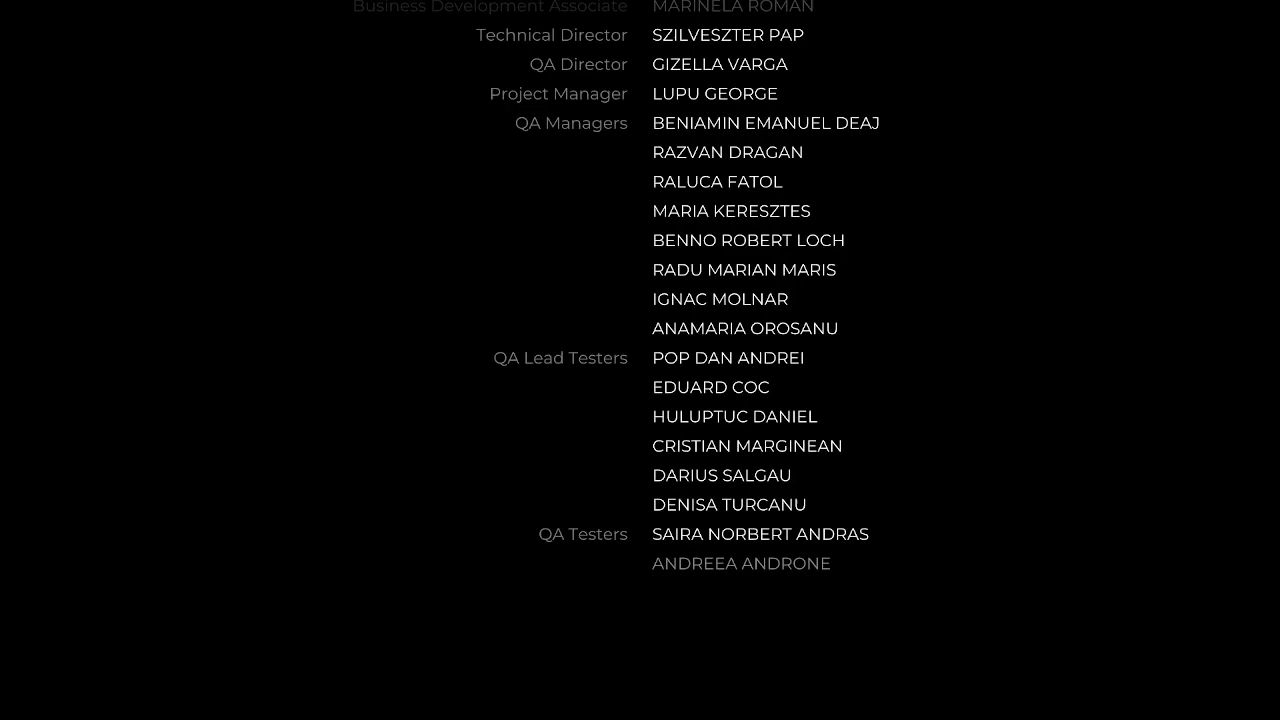 Business Development Associate MARINELA ROMAN
Technical Director SZILVESZTER PAP
QA Director GIZELLA VARGA
Project Manager LUPU GEORGE
QA Managers BENIAMIN EMANUEL DEAJ
RAZVAN DRAGAN
RALUCA FATOL
MARIA KERESZTES
BENNO ROBERT LOCH
RADU MARIAN MARIS
IGNAC MOLNAR
ANAMARIA OROSANU
QA Lead Testers POP DAN ANDREI
EDUARD COC
HULUPTUC DANIEL
CRISTIAN MARGINEAN
DARIUS SALGAU
DENISA TURCANU
QA Testers SAIRA NORBERT ANDRAS
ANDREEA ANDRONE